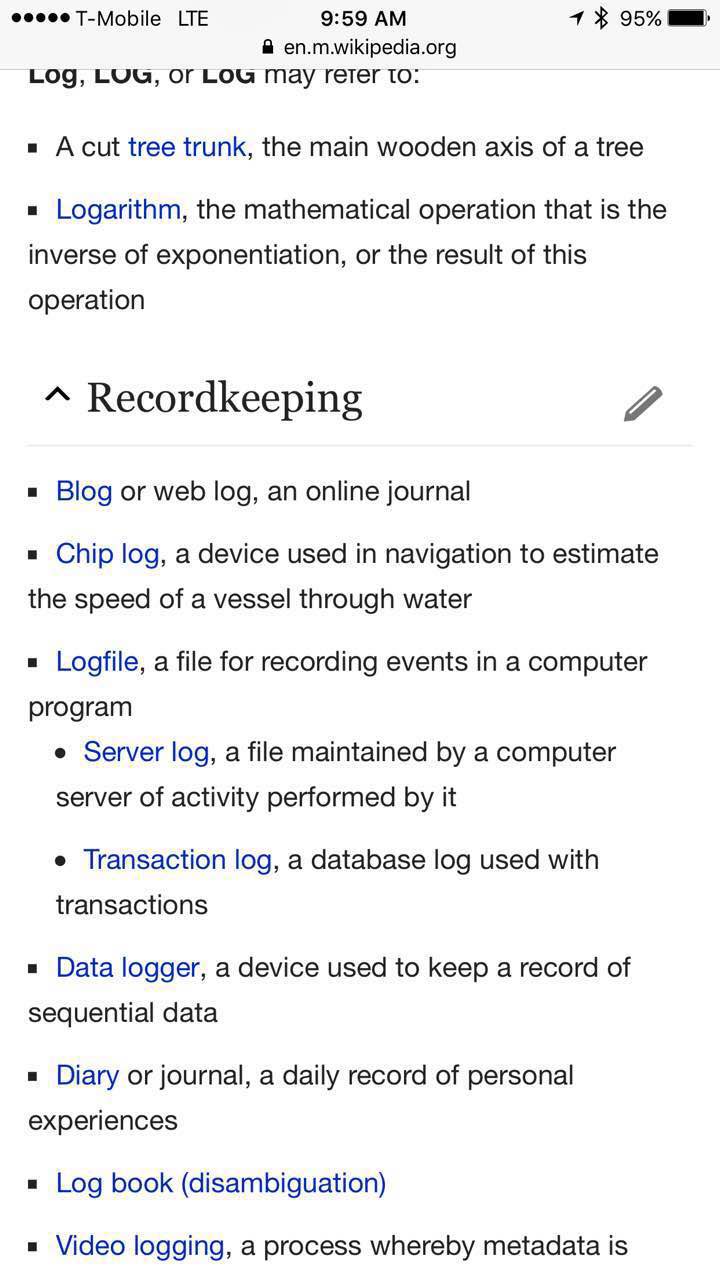 T-Mobile LTE 9:59 AM 95%
en.m.wikipedia.org
Log, LOG, or LoG may refer to:
▪ A cut tree trunk, the main wooden axis of a tree
▪ Logarithm, the mathematical operation that is the
inverse of exponentiation, or the result of this
operation
Recordkeeping
▪ Blog or web log, an online journal
▪ Chip log, a device used in navigation to estimate
the speed of a vessel through water
▪ Logfile, a file for recording events in a computer
program
• Server log, a file maintained by a computer
server of activity performed by it
• Transaction log, a database log used with
transactions
▪ Data logger, a device used to keep a record of
sequential data
▪ Diary or journal, a daily record of personal
experiences
▪ Log book (disambiguation)
▪ Video logging, a process whereby metadata is